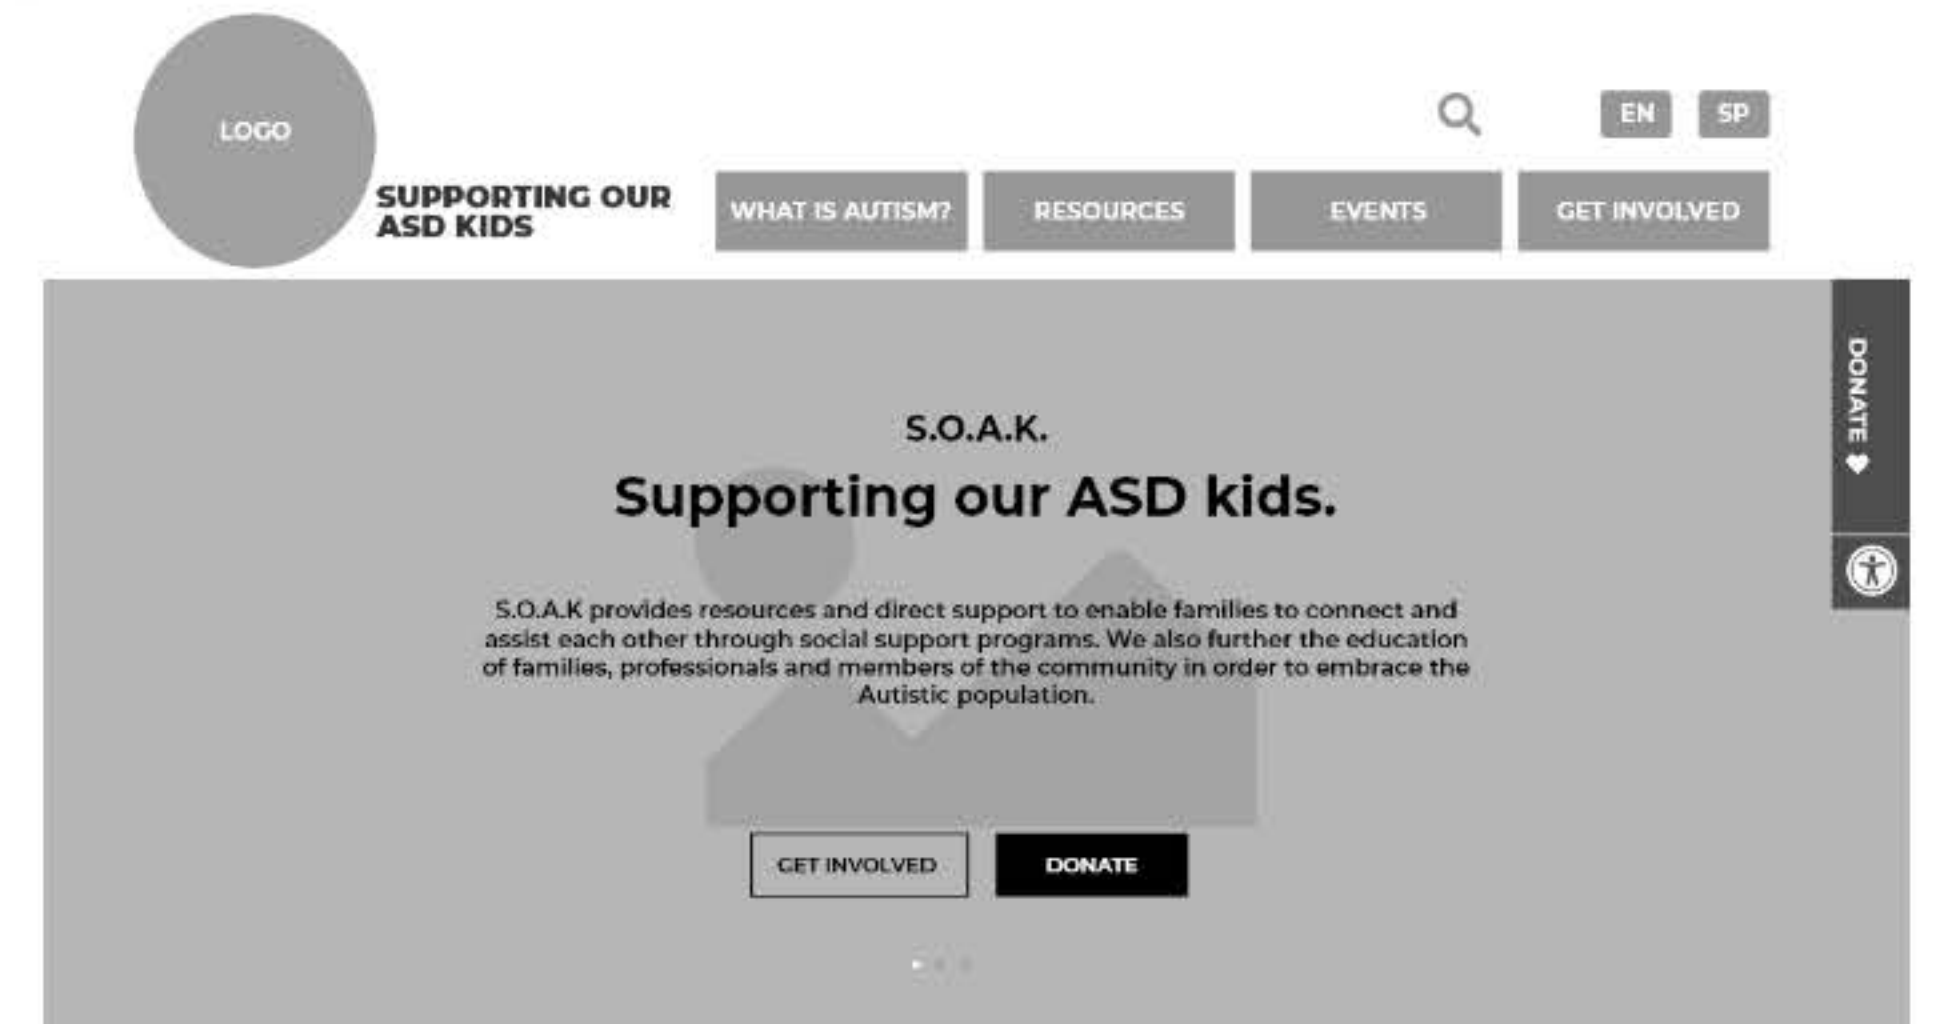 LOGO
EN
SP
SUPPORTING OUR
ASD KIDS
WHAT IS AUTISM?
RESOURCES
EVENTS
GET INVOLVED
DONATE
S.O.A.K.
Supporting our ASD kids.
S.O.A.K provides resources and direct support to enable families to connect and
assist each other through social support programs. We also further the education
of families, professionals and members of the community in order to embrace the
Autistic population.
GET INVOLVED
DONATE